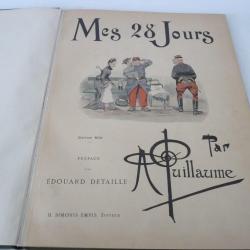 Mes 28 Jours
Par
A. Guillaume
PRÉFACE
ÉDOUARD DETAILLE
H. SIMONIS EMPIS, Éditeur